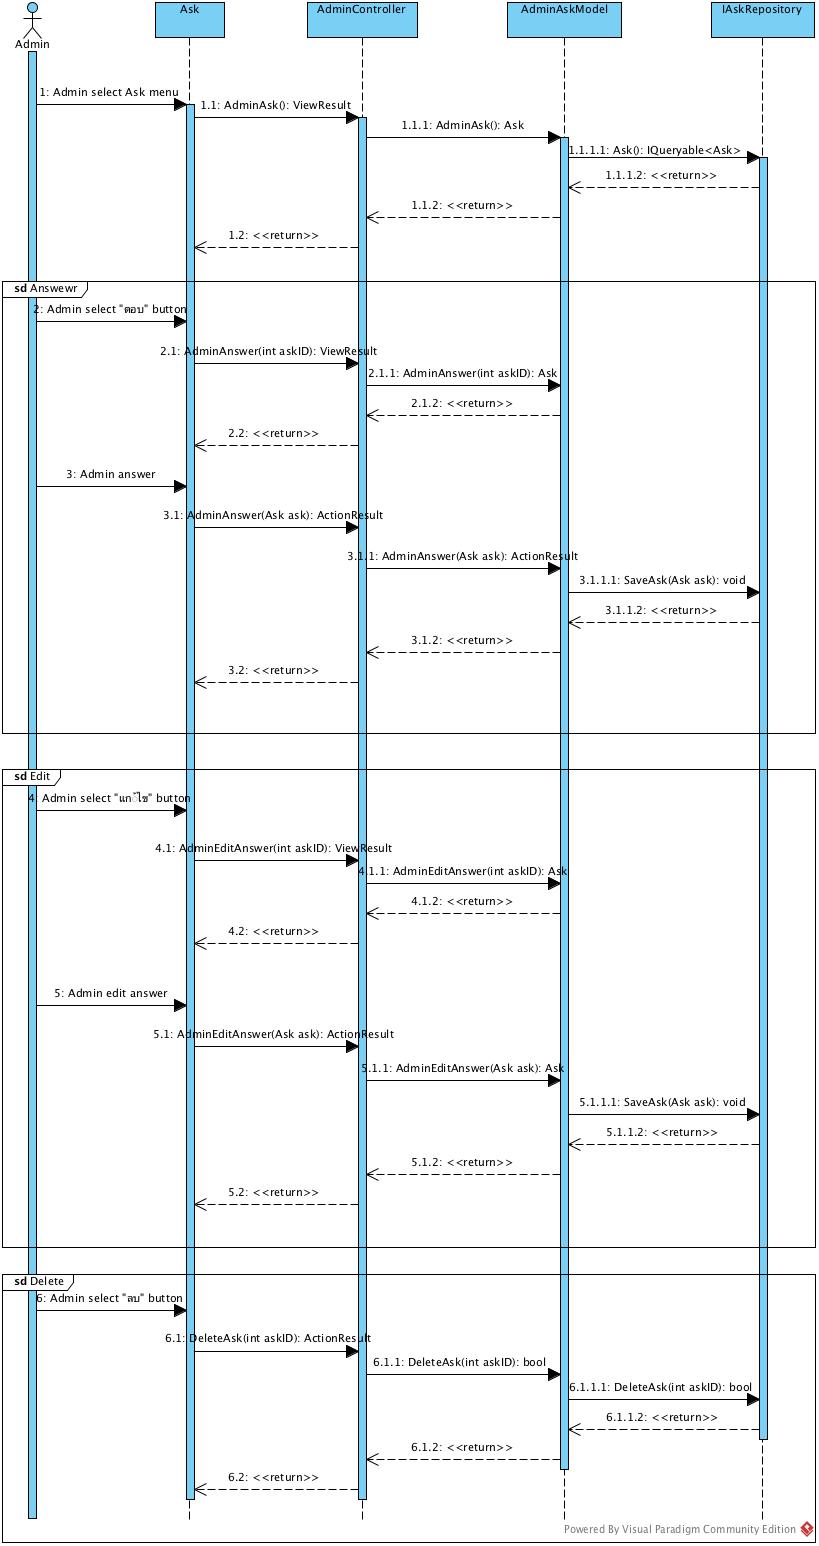 Ask
AdminController
AdminAskModel
IAskRepository
Admin
1: Admin select Ask menu
1.1: AdminAsk(): ViewResult
1.1.1: AdminAsk(): Ask
1.1.1.1: Ask(): IQueryable<Ask>
1.1.1.2: <<return>>
1.1.2: <<return>>
1.2: <<return>>
sd Answewr
2: Admin select "ตอบ" button
2.1: AdminAnswer(int askID): ViewResult
2.1.1: AdminAnswer(int askID): Ask
2.1.2: <<return>>
2.2: <<return>>
3: Admin answer
3.1: AdminAnswer(Ask ask): ActionResult
3.1.1: AdminAnswer(Ask ask): ActionResult
3.1.1.1: SaveAsk(Ask ask): void
3.1.1.2: <<return>>
3.1.2: <<return>>
3.2: <<return>>
sd Edit
4: Admin select "แก้ไข" button
4.1: AdminEditAnswer(int askID): ViewResult
4.1.1: AdminEditAnswer(int askID): Ask
4.1.2: <<return>>
4.2: <<return>>
5: Admin edit answer
5.1: AdminEditAnswer(Ask ask): ActionResult
5.1.1: AdminEditAnswer(Ask ask): Ask
5.1.1.1: SaveAsk(Ask ask): void
5.1.1.2: <<return>>
5.1.2: <<return>>
5.2: <<return>>
sd Delete
6: Admin select "ลบ" button
6.1: DeleteAsk(int askID): ActionResult
6.1.1: DeleteAsk(int askID): bool
6.1.1.1: DeleteAsk(int askID): bool
6.1.1.2: <<return>>
6.1.2: <<return>>
6.2: <<return>>
Powered By Visual Paradigm Community Edition